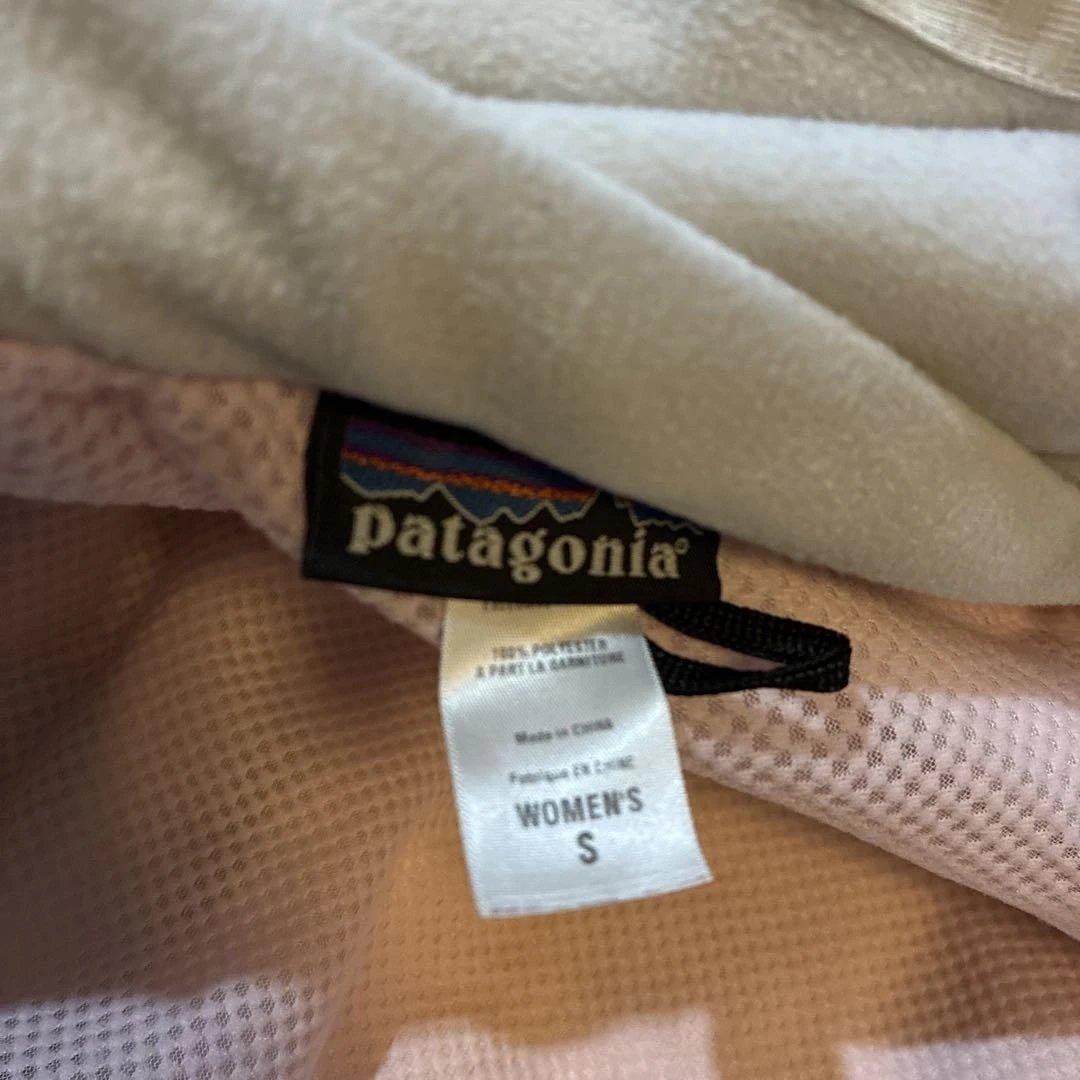 patagonia®
100% POLYESTER
A PART LA GARNITURE
Made in CHINA
Fabriqué EN CHINE
WOMEN'S
S